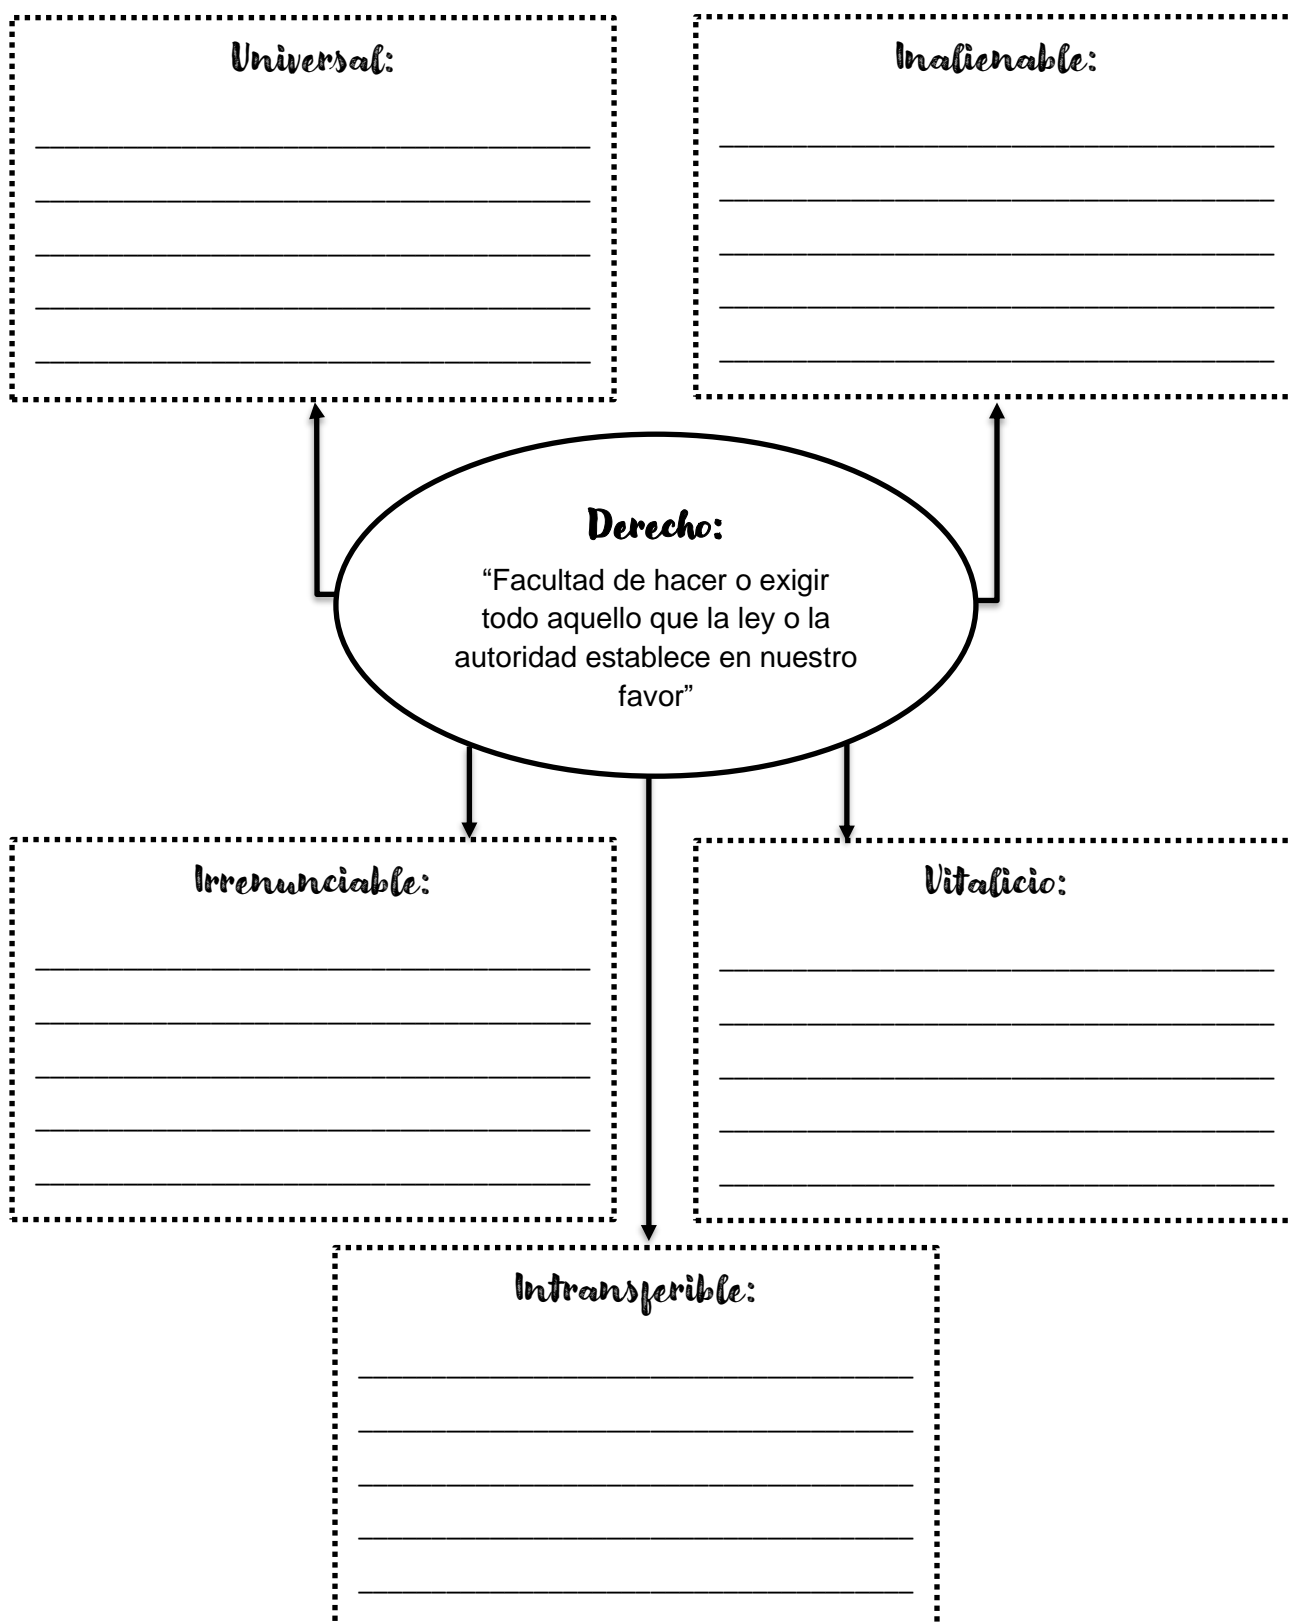 Universal:
Inalienable:
Derecho:
“Facultad de hacer o exigir
todo aquello que la ley o la
autoridad establece en nuestro
favor”
Irrenunciable:
Vitalicio:
Intransferible: